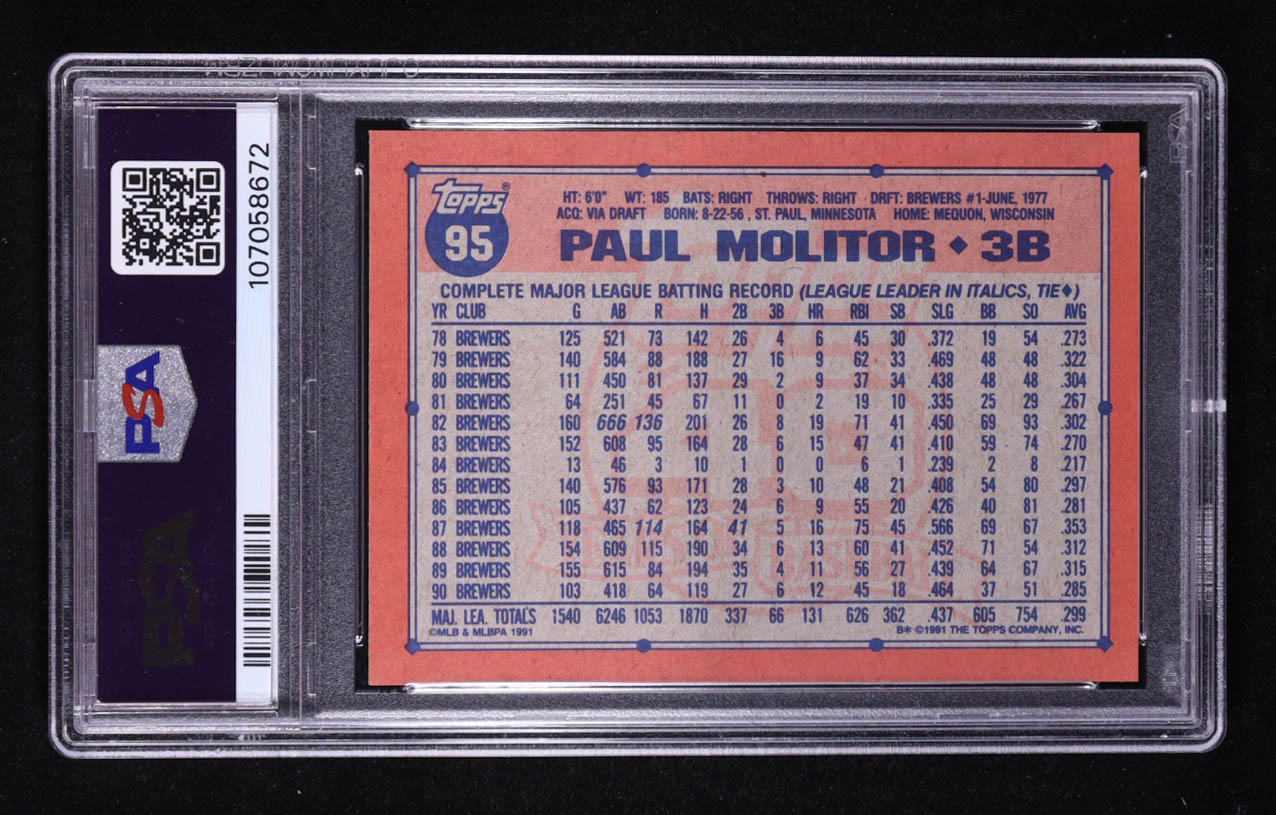 PSA
107058672
PSA
PSA
topps®
95
HT: 6'0" WT: 185 BATS: RIGHT THROWS: RIGHT DRFT: BREWERS #1-JUNE, 1977
ACQ: VIA DRAFT BORN: 8-22-56 , ST. PAUL, MINNESOTA HOME: MEQUON, WISCONSIN
PAUL MOLITOR ◆ 3B
COMPLETE MAJOR LEAGUE BATTING RECORD (LEAGUE LEADER IN ITALICS, TIE◆)
YR CLUB G AB R H 2B 3B HR RBI SB SLG BB SO AVG
78 BREWERS 125 521 73 142 26 4 6 45 30 .372 19 54 .273
79 BREWERS 140 584 88 188 27 16 9 62 33 .469 48 48 .322
80 BREWERS 111 450 81 137 29 2 9 37 34 .438 48 48 .304
81 BREWERS 64 251 45 67 11 0 2 19 10 .335 25 29 .267
82 BREWERS 160 666 136 201 26 8 19 71 41 .450 69 93 .302
83 BREWERS 152 608 95 164 28 6 15 47 41 .410 59 74 .270
84 BREWERS 13 46 3 10 1 0 0 6 1 .239 2 8 .217
85 BREWERS 140 576 93 171 28 3 10 48 21 .408 54 80 .297
86 BREWERS 105 437 62 123 24 6 9 55 20 .426 40 81 .281
87 BREWERS 118 465 114 164 41 5 16 75 45 .566 69 67 .353
88 BREWERS 154 609 115 190 34 6 13 60 41 .452 71 54 .312
89 BREWERS 155 615 84 194 35 4 11 56 27 .439 64 67 .315
90 BREWERS 103 418 64 119 27 6 12 45 18 .464 37 51 .285
MAJ. LEA. TOTALS 1540 6246 1053 1870 337 66 131 626 362 .437 605 754 .299
©MLB & MLBPA 1991 B* ©1991 THE TOPPS COMPANY, INC.